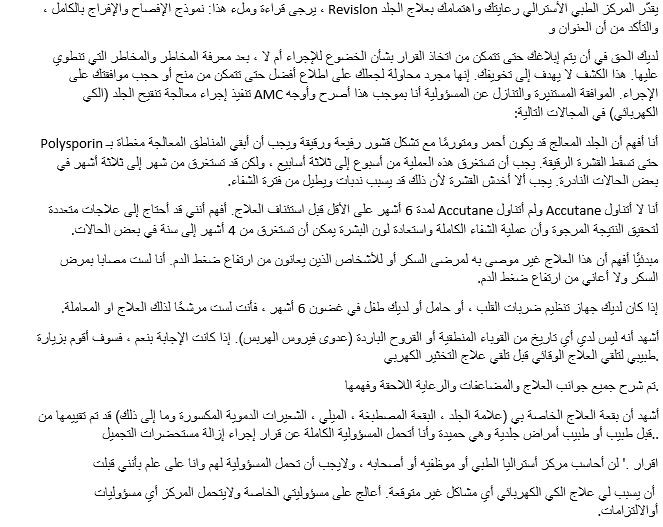 يقدّر المركز الطبي الأسترالي رعايتك واهتمامك بعلاج الجلد Revislon ، يرجى قراءة وملء هذا: نموذج الإفصاح والإفراج بالكامل ،
والتأكد من أن العنوان و
لديك الحق في أن يتم إبلاغك حتى تتمكن من اتخاذ القرار بشأن الخضوع للإجراء أم لا ، بعد معرفة المخاطر والمخاطر التي تنطوي
عليها. هذا الكشف لا يهدف إلى تخويفك. إنها مجرد محاولة لجعلك على اطلاع أفضل حتى تتمكن من منح أو حجب موافقتك على
الإجراء. الموافقة المستنيرة والتنازل عن المسؤولية أنا بموجب هذا أصرح وأوجه AMC تنفيذ إجراء معالجة تنقيح الجلد (الكي
الكهربائي) في المجالات التالية:
أنا أفهم أن الجلد المعالج قد يكون أحمر ومتورمًا مع تشكل قشور رفيعة ورقيقة ويجب أن أبقي المناطق المعالجة مغطاة بـ Polysporin
حتى تسقط القشرة الرقيقة. يجب أن تستغرق هذه العملية من أسبوع إلى ثلاثة أسابيع ، ولكن قد تستغرق من شهر إلى ثلاثة أشهر في
بعض الحالات النادرة. يجب ألا أخدش القشرة لأن ذلك قد يسبب ندبات ويطيل من فترة الشفاء.
أنا لا أتناول Accutane ولم أتناول Accutane لمدة 6 أشهر على الأقل قبل استئناف العلاج. أفهم أنني قد أحتاج إلى علاجات متعددة
لتحقيق النتيجة المرجوة وأن عملية الشفاء الكاملة واستعادة لون البشرة يمكن أن تستغرق من 4 أشهر إلى سنة في بعض الحالات.
مبدئيًّا أفهم أن هذا العلاج غير موصى به لمرضى السكر أو للأشخاص الذين يعانون من ارتفاع ضغط الدم. أنا لست مصابا بمرض
السكر ولا أعاني من ارتفاع ضغط الدم.
إذا كان لديك جهاز تنظيم ضربات القلب ، أو حامل أو لديك طفل في غضون 6 أشهر ، فأنت لست مرشحًا لذلك العلاج او المعاملة.
أشهد أنه ليس لدي أي تاريخ من القوباء المنطقية أو القروح الباردة (عدوى فيروس الهربس). إذا كانت الإجابة بنعم ، فسوف أقوم بزيارة
.طبيبي لتلقي العلاج الوقائي قبل تلقي علاج التخثير الكهربي
.تم شرح جميع جوانب العلاج والمضاعفات والرعاية اللاحقة وفهمها
أشهد أن بقعة العلاج الخاصة بي (علامة الجلد ، البقعة المصطبغة ، الميلي ، الشعيرات الدموية المكسورة وما إلى ذلك) قد تم تقييمها من
..قبل طبيب أو طبيب أمراض جلدية وهي حميدة وأنا أتحمل المسؤولية الكاملة عن قرار إجراء إزالة مستحضرات التجميل
اقرار .' لن أحاسب مركز أستراليا الطبي أو موظفيه أو أصحابه ، ولايجب أن تحمل المسؤولية لهم وانا على علم بأنني قبلت
أن يسبب لي علاج الكي الكهربائي أي مشاكل غير متوقعة. أعالج على مسؤوليتي الخاصة ولايتحمل المركز أي مسؤوليات
أوالالتزامات.